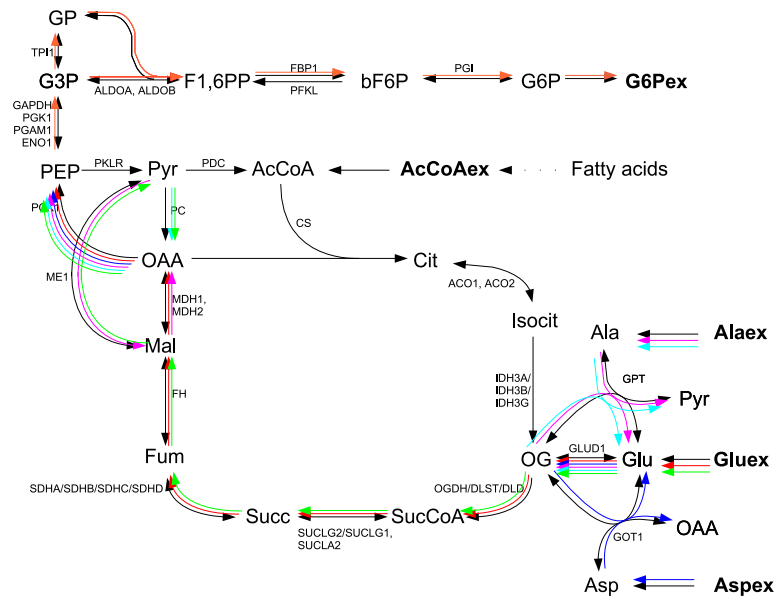 GP
TPI1
G3P
ALDOA, ALDOB
F1,6PP
FBP1
PFKL
bF6P
PGI
G6P
G6Pex
GAPDH
PGK1
PGAM1
ENO1
PEP
PKLR
Pyr
PDC
AcCoA
AcCoAex
Fatty acids
PC
CS
OAA
Cit
ME1
MDH1,
MDH2
ACO1, ACO2
Isocit
Mal
Ala
Alaex
FH
IDH3A/
IDH3B/
IDH3G
GPT
Pyr
Fum
OG
GLUD1
Glu
Gluex
SDHA/SDHB/SDHC/SDHD
OGDH/DLST/DLD
Succ
SucCoA
SUCLG2/SUCLG1,
SUCLA2
GOT1
OAA
Asp
Aspex